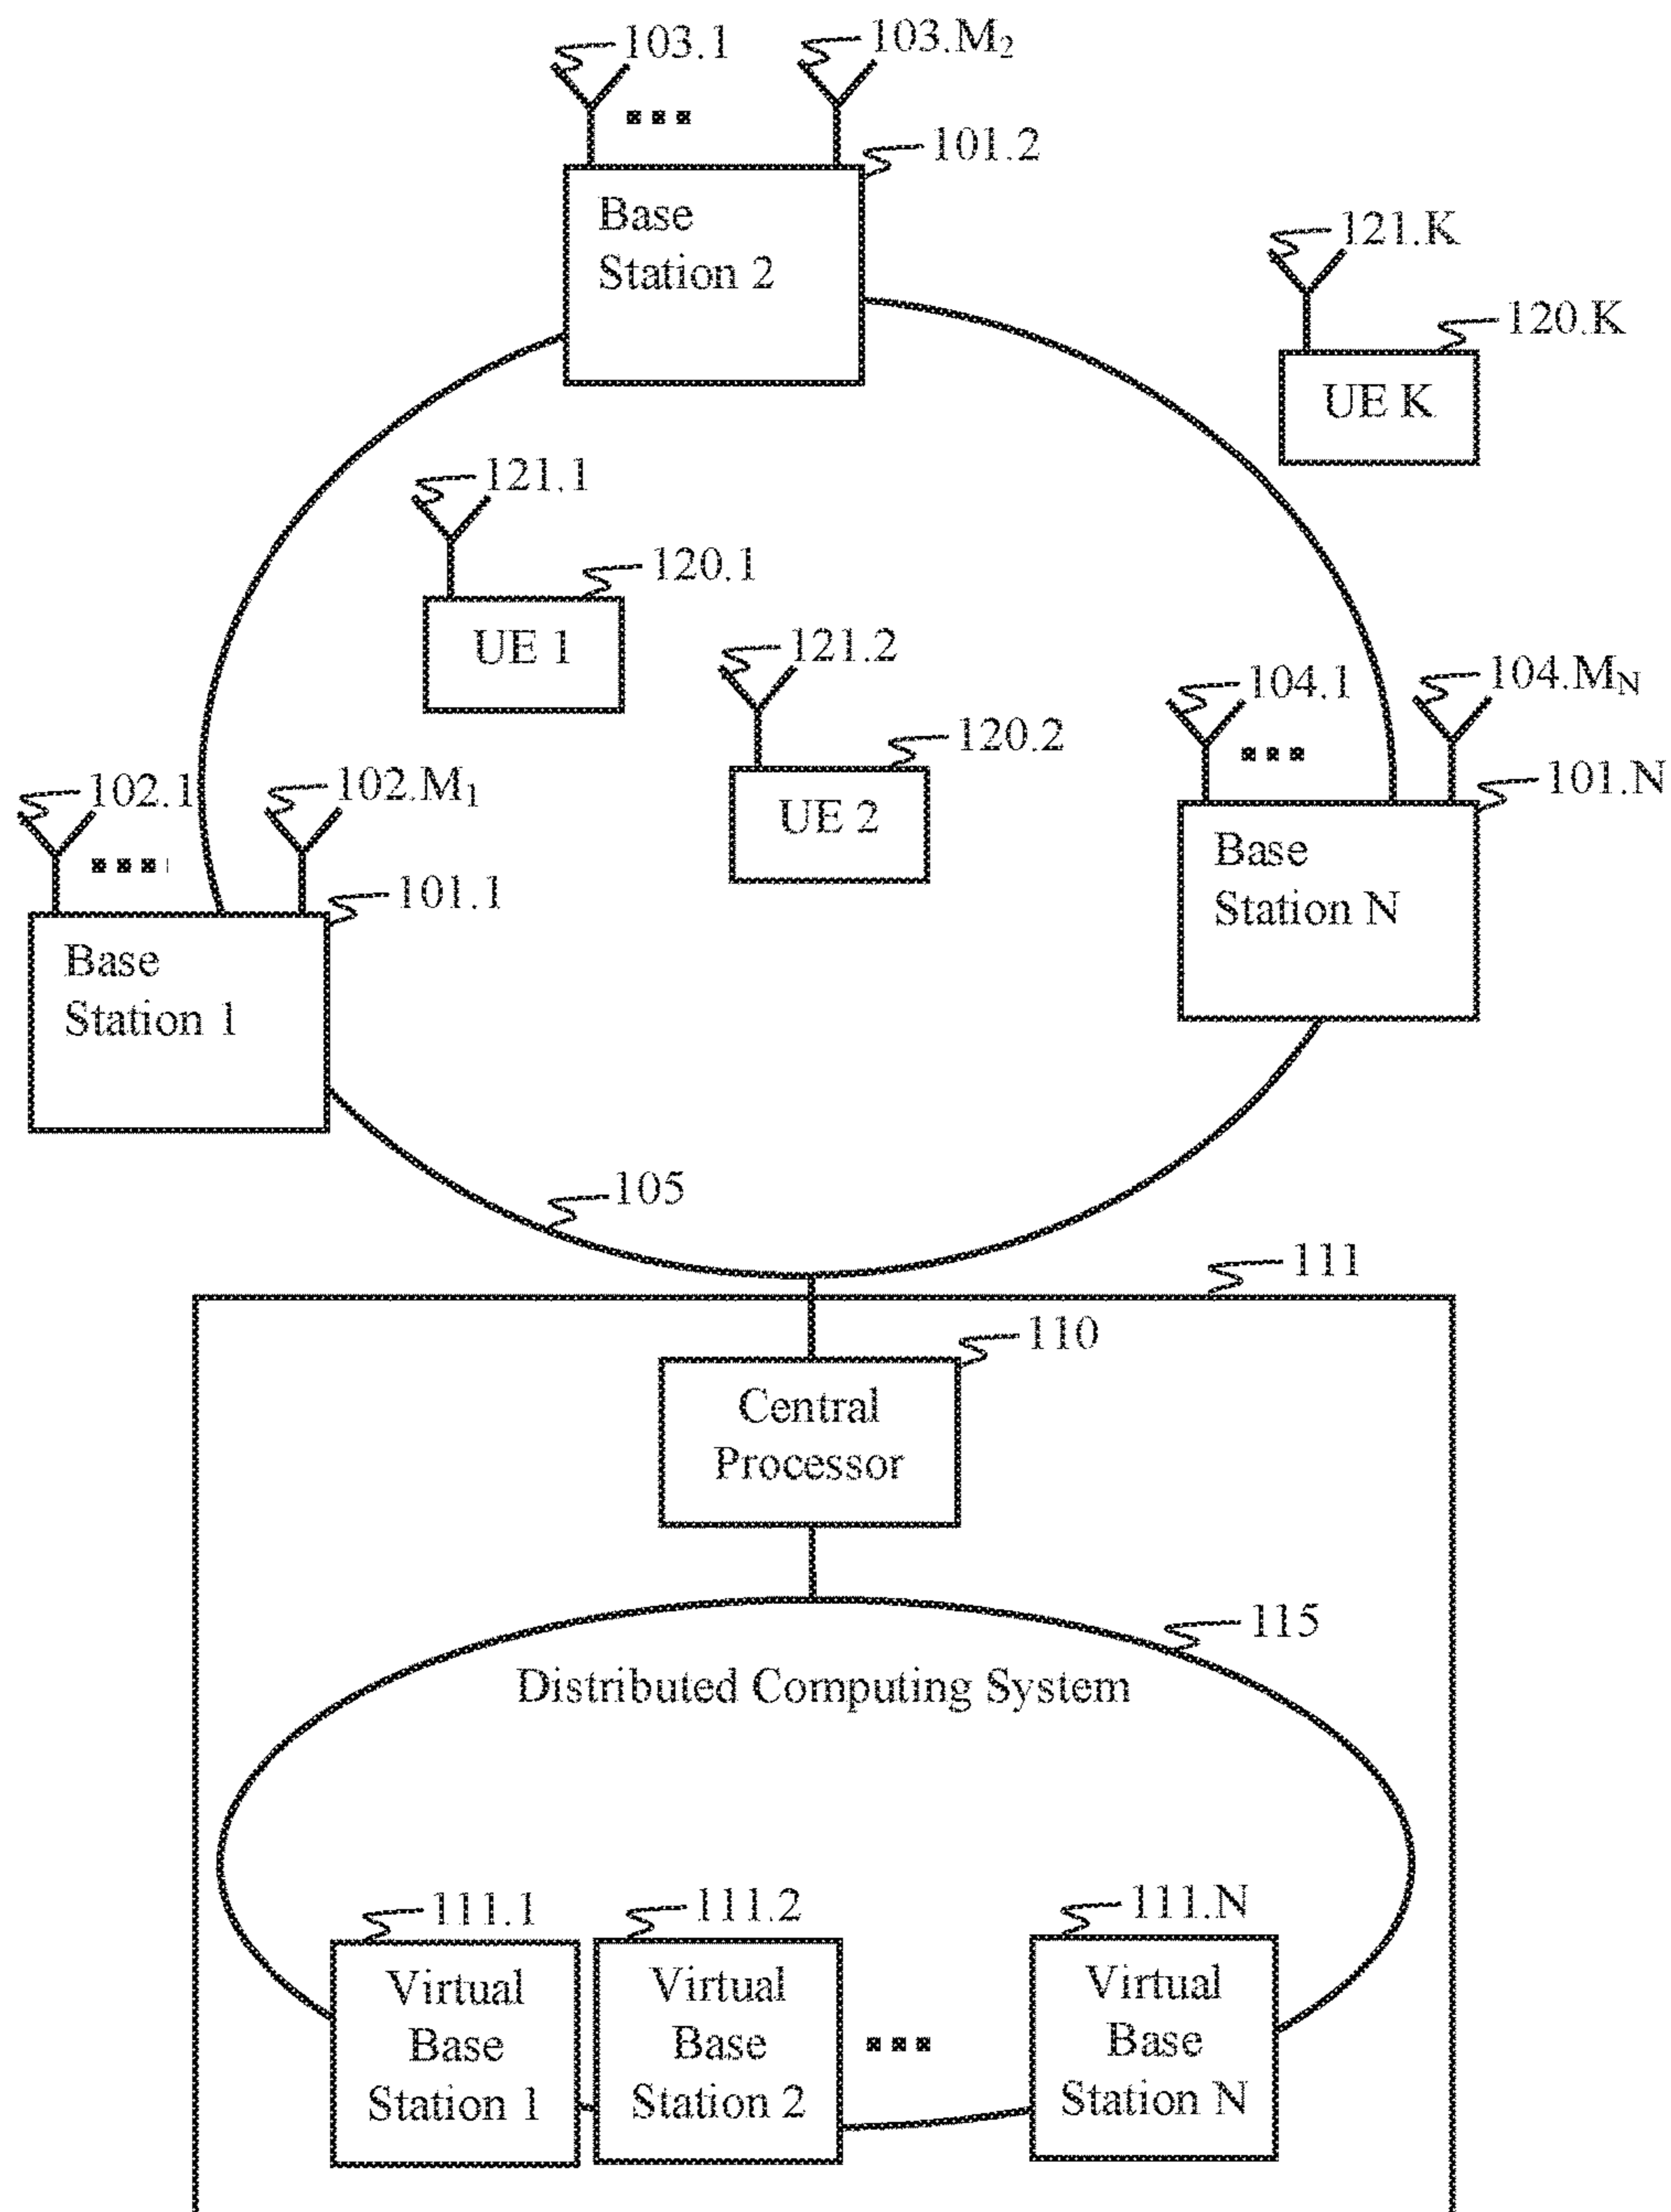 103.1
103.M₂
101.2
Base
Station 2
121.K
120.K
UE K
121.1
120.1
UE 1
121.2
120.2
UE 2
104.1
104.Mₙ
101.N
Base
Station N
102.1
102.M₁
101.1
Base
Station 1
105
111
110
Central
Processor
115
Distributed Computing System
111.1
Virtual
Base
Station 1
111.2
Virtual
Base
Station 2
111.N
Virtual
Base
Station N